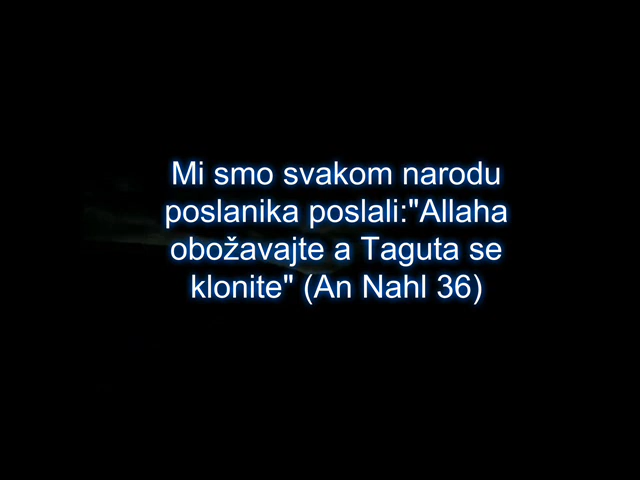 Mi smo svakom narodu
poslanika poslali:"Allaha
obožavajte a Taguta se
klonite" (An Nahl 36)